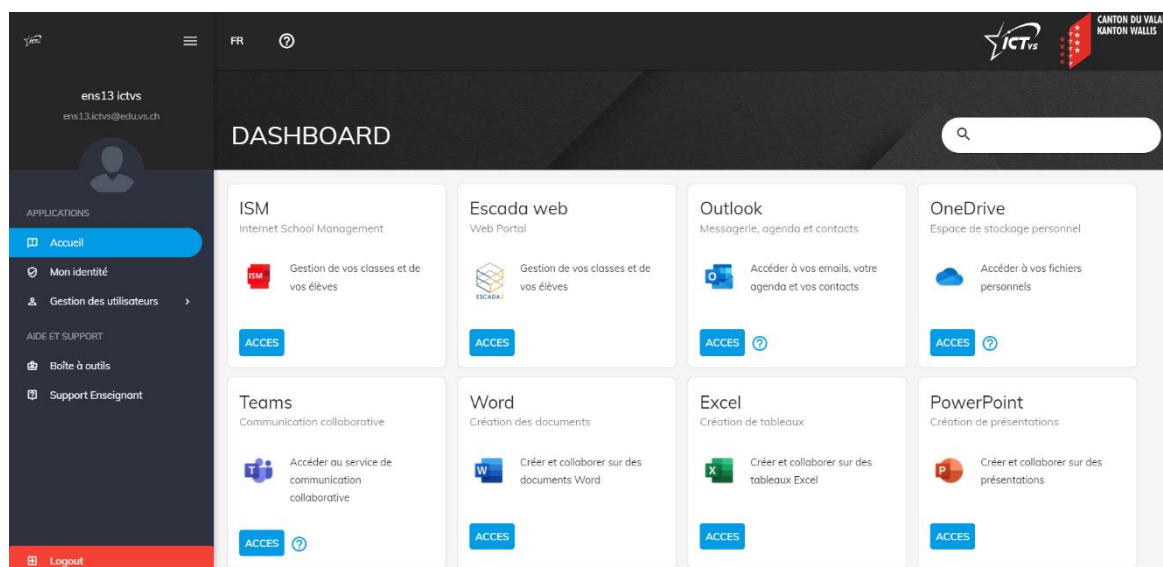 FR
ICTvs
CANTON DU VALA
KANTON WALLIS
ens13 ictvs
ens13.ictvs@edu.vs.ch
DASHBOARD
APPLICATIONS
Accueil
Mon identité
Gestion des utilisateurs
AIDE ET SUPPORT
Boîte à outils
Support Enseignant
Logout
ISM
Internet School Management
ISM
Gestion de vos classes et de
vos élèves
ACCES
Escada web
Web Portal
ESCADA2
Gestion de vos classes et de
vos élèves
ACCES
Outlook
Messagerie, agenda et contacts
Accéder à vos emails, votre
agenda et vos contacts
ACCES
OneDrive
Espace de stockage personnel
Accéder à vos fichiers
personnels
ACCES
Teams
Communication collaborative
Accéder au service de
communication
collaborative
ACCES
Word
Création des documents
W
Créer et collaborer sur des
documents Word
ACCES
Excel
Création de tableaux
X
Créer et collaborer sur des
tableaux Excel
ACCES
PowerPoint
Création de présentations
P
Créer et collaborer sur des
présentations
ACCES